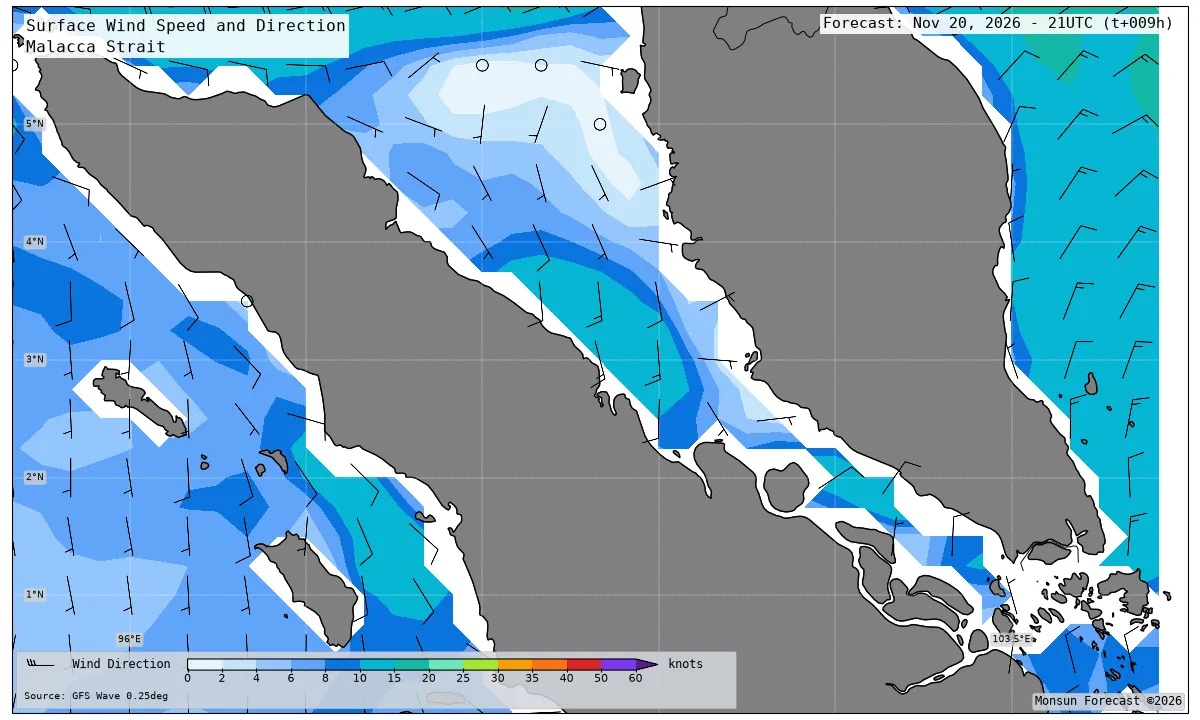 Surface Wind Speed and Direction
Malacca Strait
Forecast: Nov 20, 2026 - 21UTC (t+009h)
5°N
4°N
3°N
2°N
1°N
96°E
103.5°E
Wind Direction
0 2 4 6 8 10 15 20 25 30 35 40 50 60
knots
Source: GFS Wave 0.25deg
Monsun Forecast ©2026